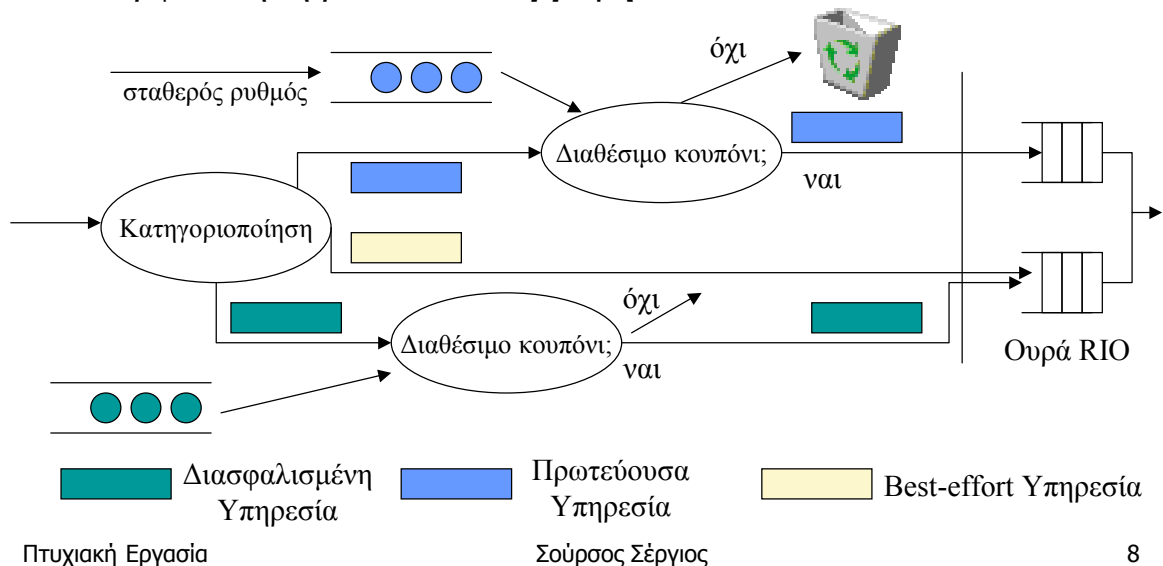 όχι
σταθερός ρυθμός
Διαθέσιμο κουπόνι;
ναι
Κατηγοριοποίηση
όχι
Διαθέσιμο κουπόνι;
ναι
Ουρά RIO
Διασφαλισμένη
Υπηρεσία
Πρωτεύουσα
Υπηρεσία
Best-effort Υπηρεσία
Πτυχιακή Εργασία
Σούρσος Σέργιος
8